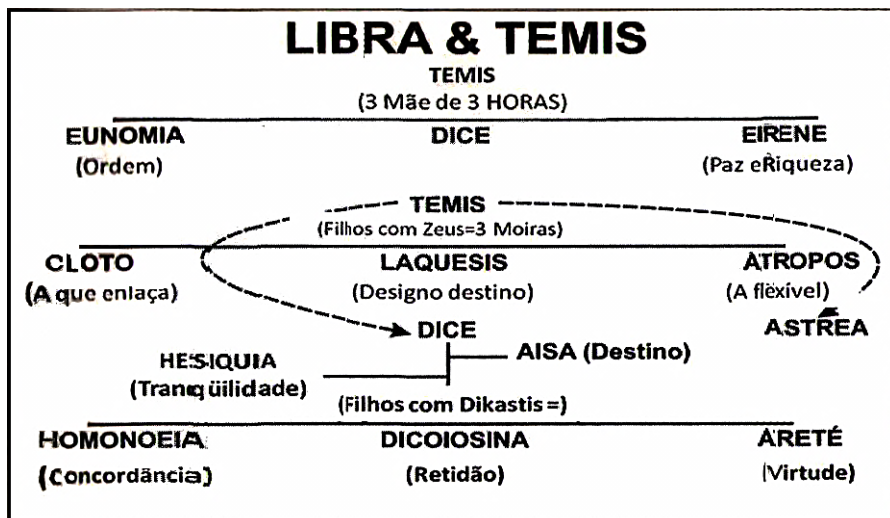 LIBRA & TEMIS
TEMIS
(3 Mãe de 3 HORAS)
EUNOMIA DICE EIRENE
(Ordem) (Paz eRiqueza)
TEMIS
(Filhos com Zeus=3 Moiras)
CLOTO LAQUESIS ATROPOS
(A que enlaça) (Designo destino) (A flexível)
DICE ASTREA
HESIQUIA AISA (Destino)
(Tranqüilidade)
(Filhos com Dikastis=)
HOMONOEIA DICOIOSINA ARETÉ
(Concordância) (Retidão) (Virtude)